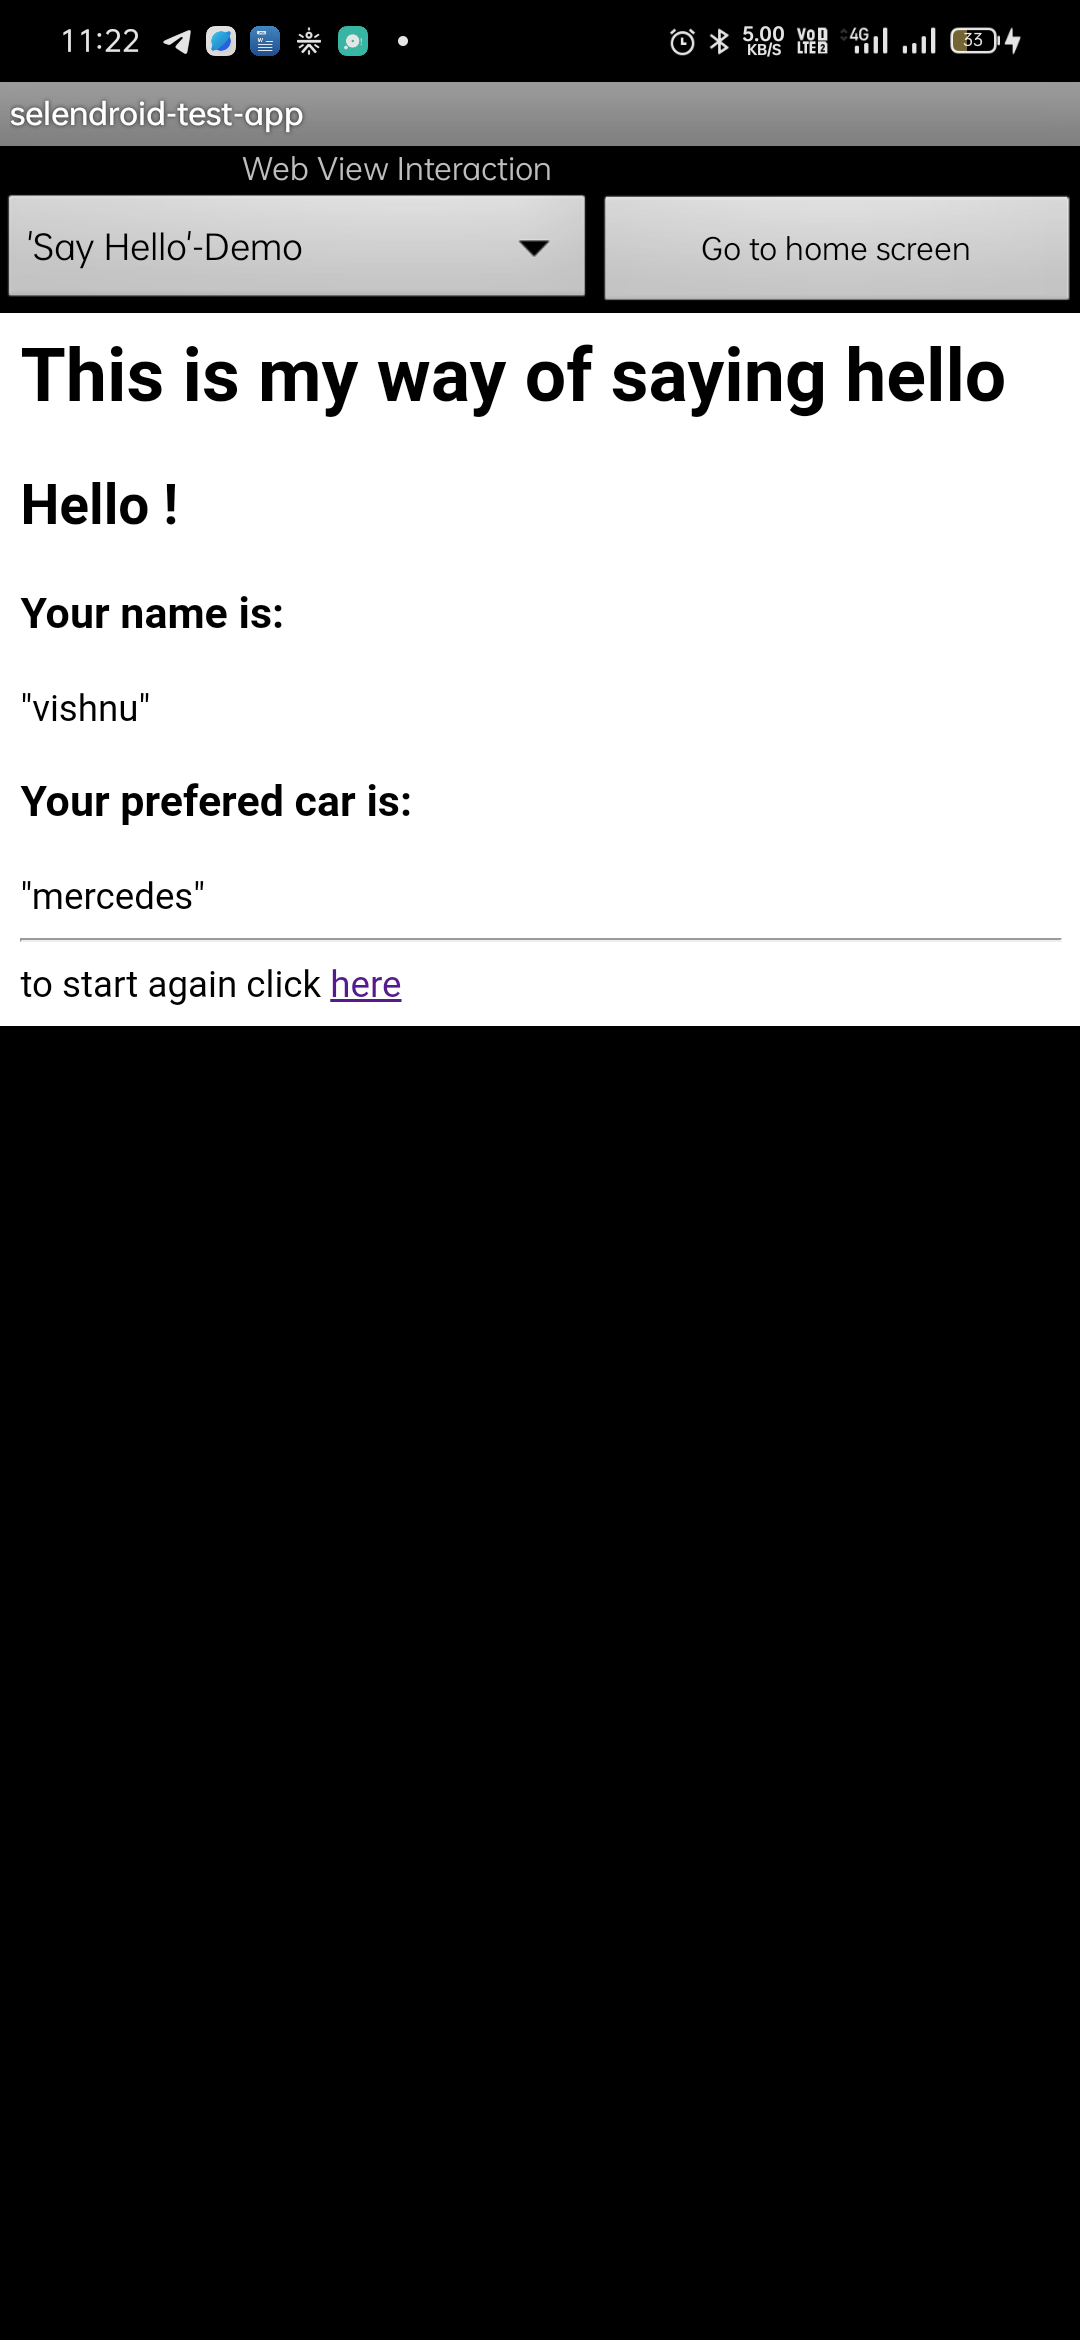 11:22 5.00 KB/S VoD LTE2 4G 33
selendroid-test-app
Web View Interaction
'Say Hello'-Demo
Go to home screen
This is my way of saying hello
Hello !
Your name is:
"vishnu"
Your prefered car is:
"mercedes"
to start again click here